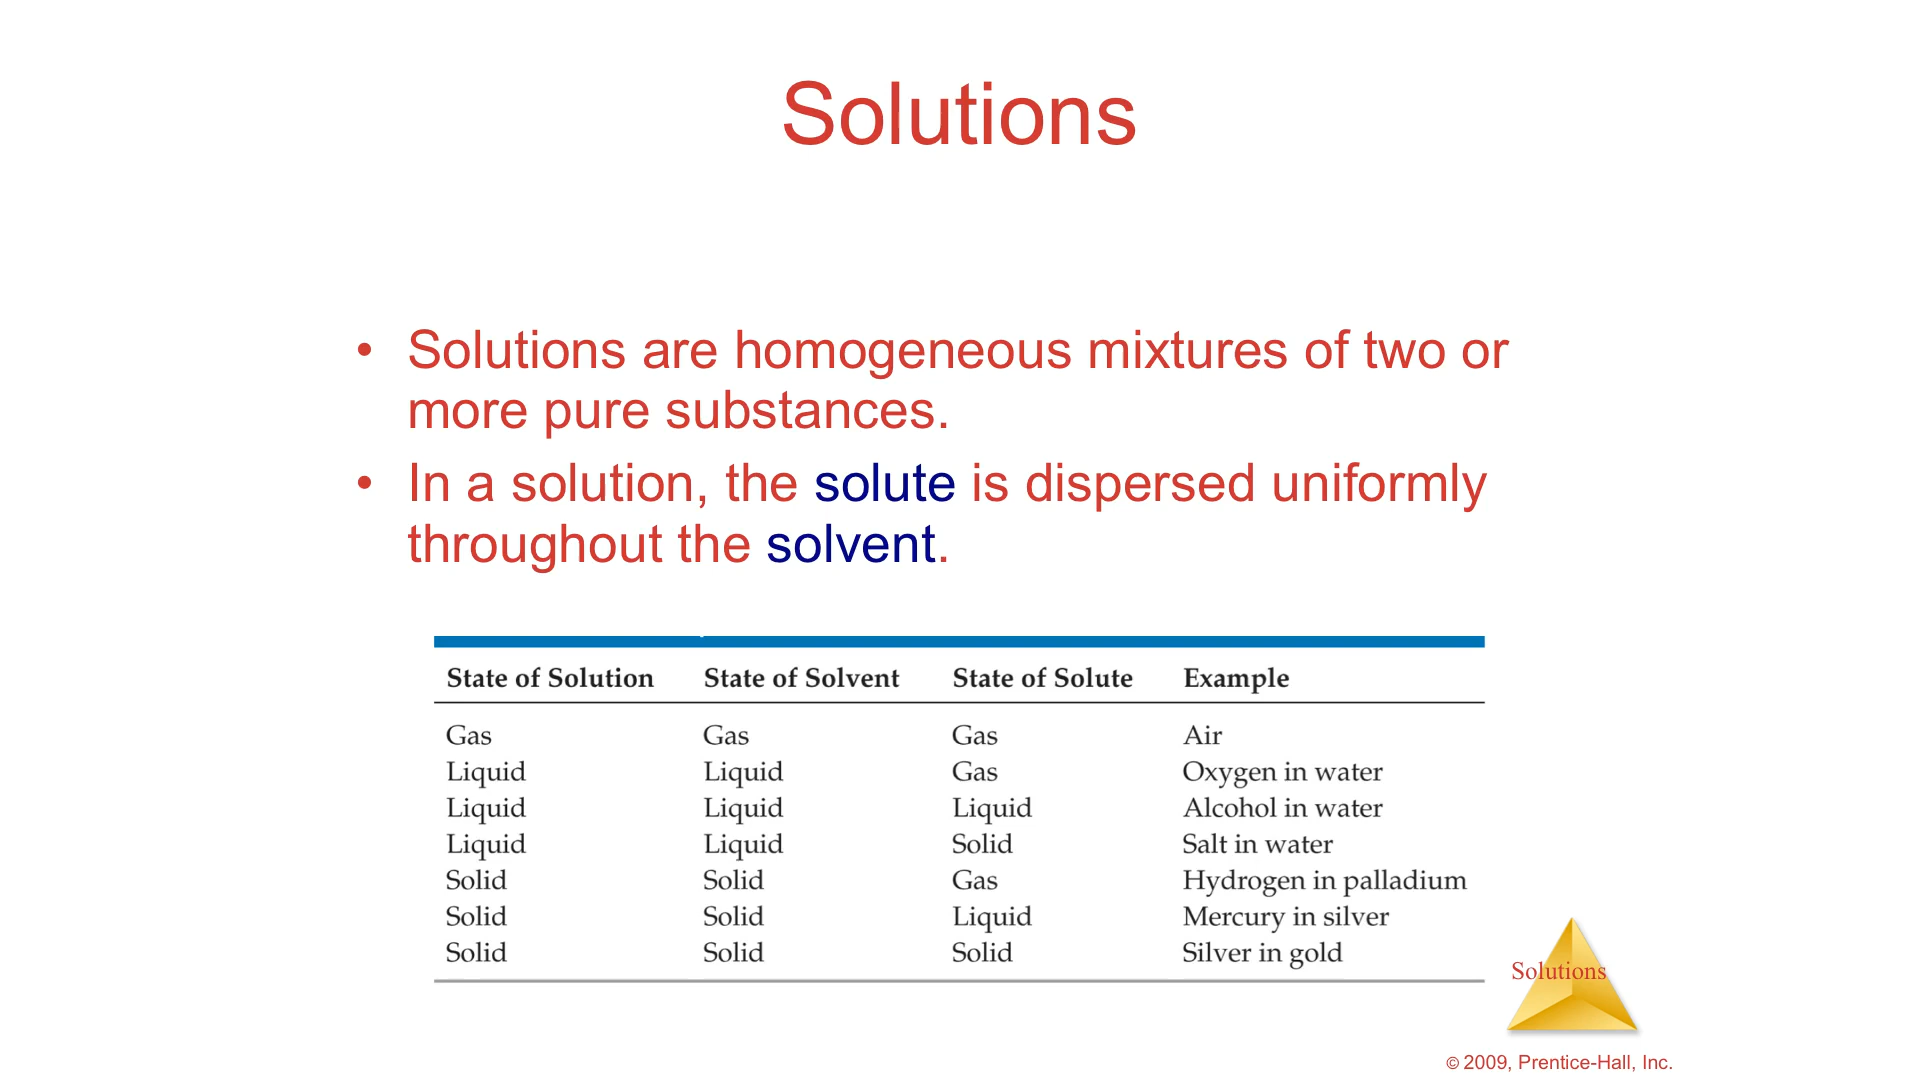 Solutions
• Solutions are homogeneous mixtures of two or
more pure substances.
• In a solution, the solute is dispersed uniformly
throughout the solvent.
State of Solution State of Solvent State of Solute Example
Gas Gas Gas Air
Liquid Liquid Gas Oxygen in water
Liquid Liquid Liquid Alcohol in water
Liquid Liquid Solid Salt in water
Solid Solid Gas Hydrogen in palladium
Solid Solid Liquid Mercury in silver
Solid Solid Solid Silver in gold
Solutions
© 2009, Prentice-Hall, Inc.